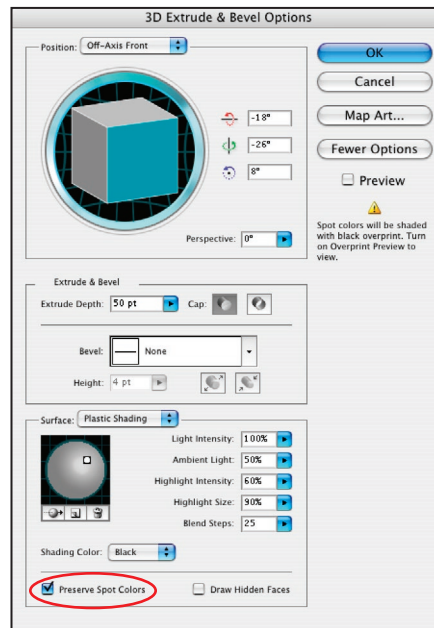 3D Extrude & Bevel Options
Position: Off-Axis Front
-18°
-26°
8°
Perspective: 0°
OK
Cancel
Map Art...
Fewer Options
Preview
Spot colors will be shaded
with black overprint. Turn
on Overprint Preview to
view.
Extrude & Bevel
Extrude Depth: 50 pt Cap:
Bevel: None
Height: 4 pt
Surface: Plastic Shading
Light Intensity: 100%
Ambient Light: 50%
Highlight Intensity: 60%
Highlight Size: 90%
Blend Steps: 25
Shading Color: Black
Preserve Spot Colors Draw Hidden Faces